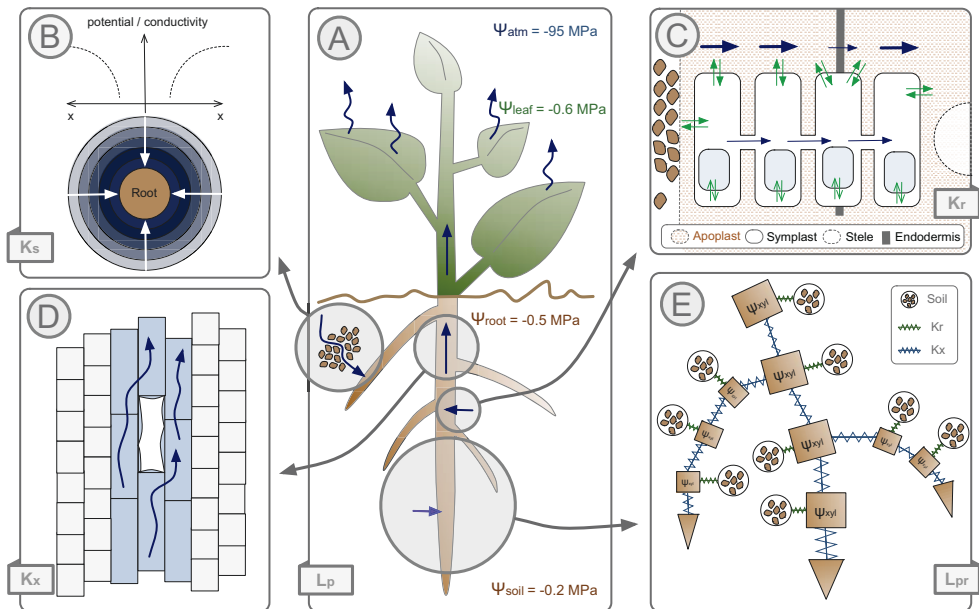 B
potential / conductivity
x
x
Root
Ks
A
Ψatm = -95 MPa
Ψleaf = -0.6 MPa
Ψroot = -0.5 MPa
Ψsoil = -0.2 MPa
Lp
C
Kr
Apoplast
Symplast
Stele
Endodermis
D
Kx
E
Soil
Kr
Kx
Ψxyl
Ψxyl
Ψxyl
Ψxyl
Lpr